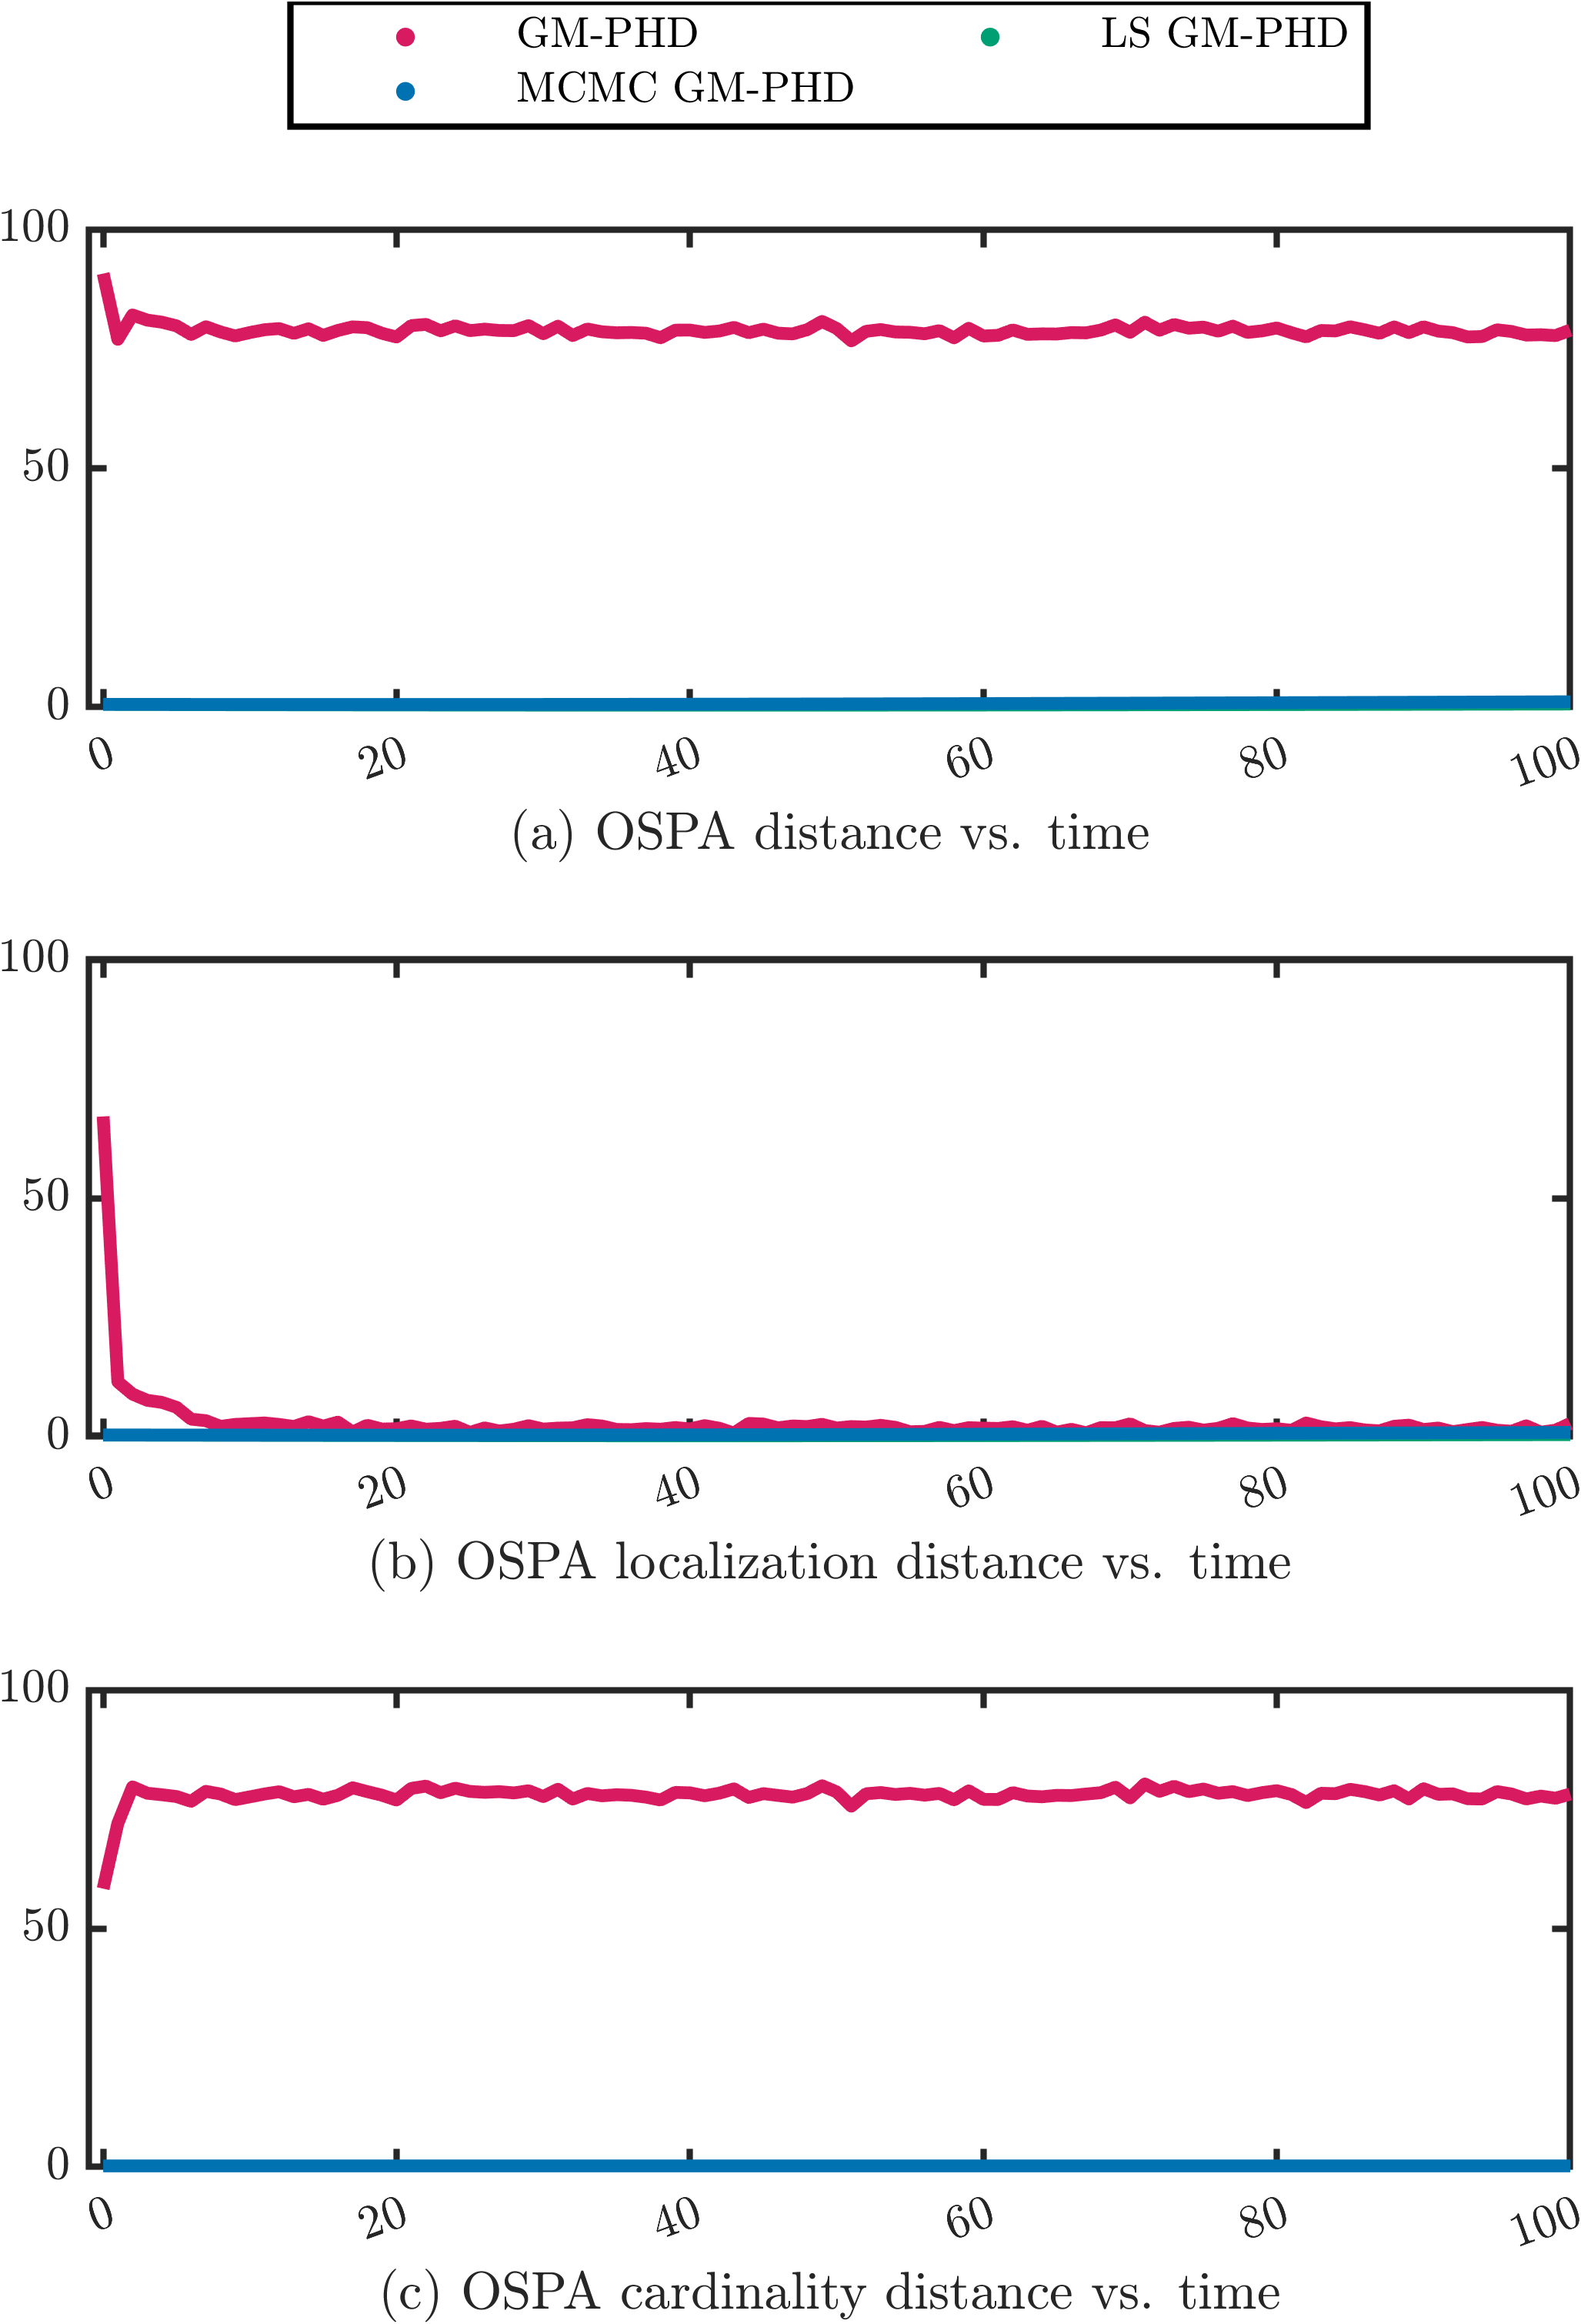 GM-PHD LS GM-PHD
MCMC GM-PHD
100
50
0
0 20 40 60 80 100
(a) OSPA distance vs. time
100
50
0
0 20 40 60 80 100
(b) OSPA localization distance vs. time
100
50
0
0 20 40 60 80 100
(c) OSPA cardinality distance vs. time